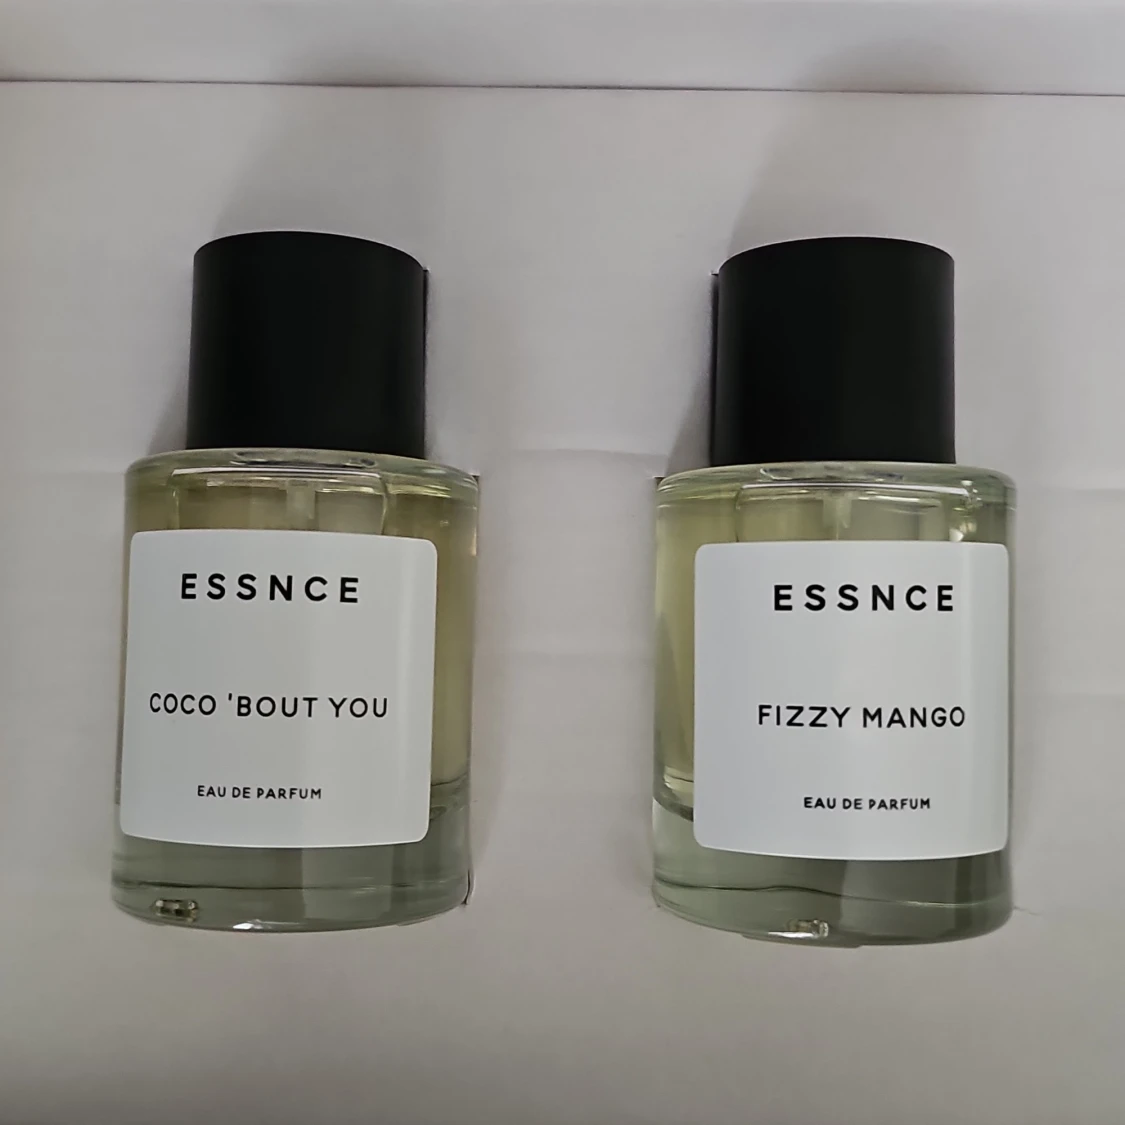 ESSNCE
COCO 'BOUT YOU
EAU DE PARFUM
ESSNCE
FIZZY MANGO
EAU DE PARFUM